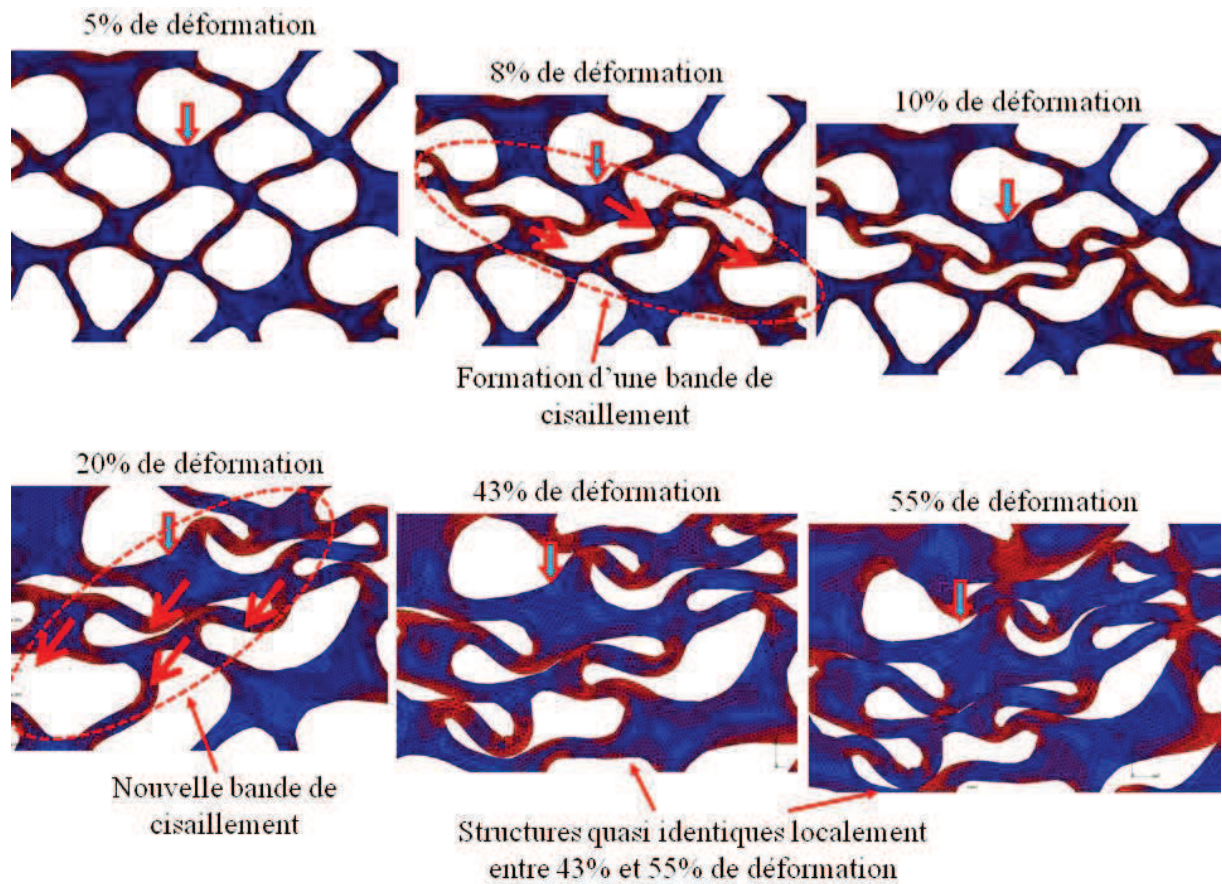 5% de déformation
8% de déformation
10% de déformation
Formation d'une bande de
cisaillement
20% de déformation
43% de déformation
55% de déformation
Nouvelle bande de
cisaillement
Structures quasi identiques localement
entre 43% et 55% de déformation